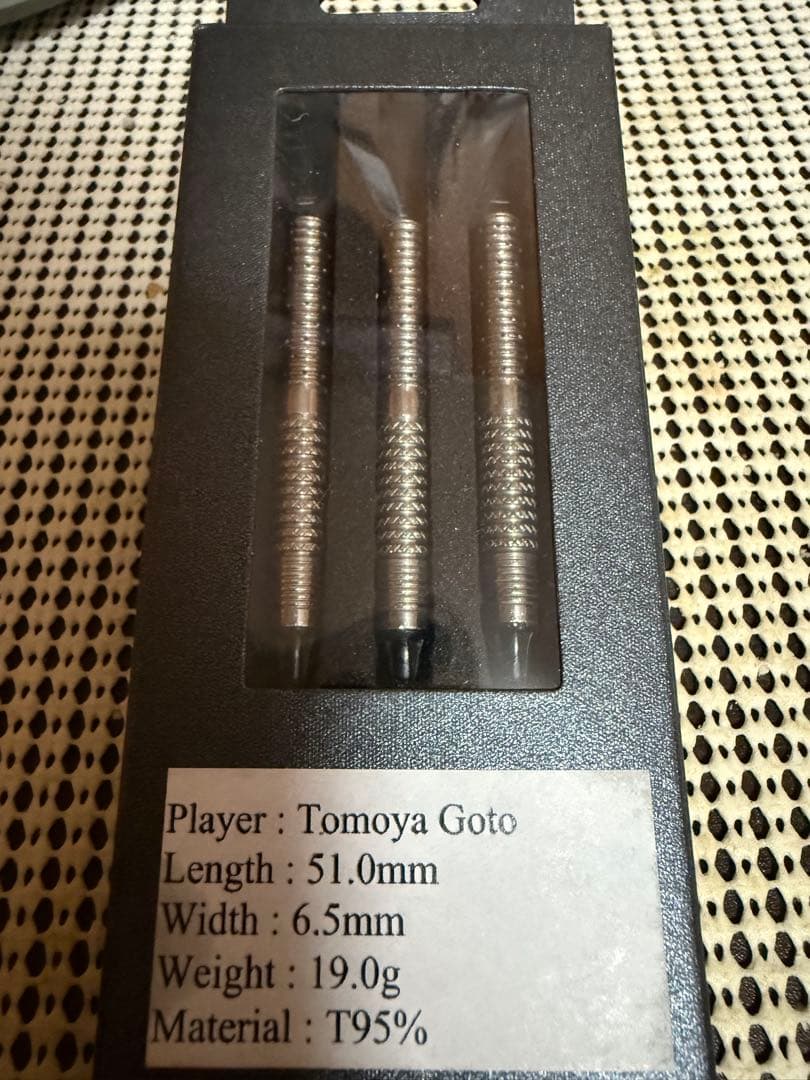 Player : Tomoya Goto
Length : 51.0mm
Width : 6.5mm
Weight : 19.0g
Material : T95%